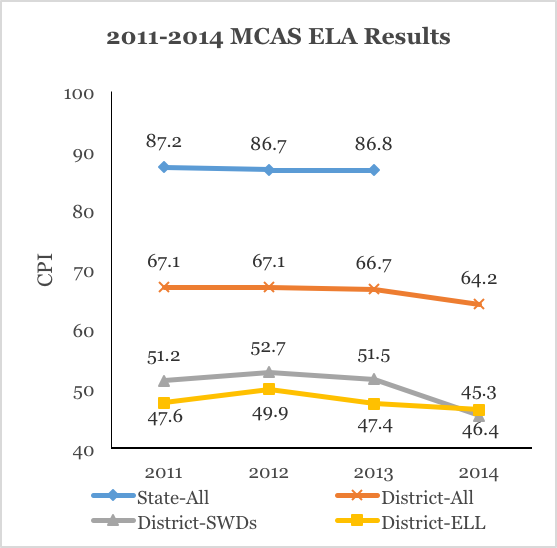 2011-2014 MCAS ELA Results
100
90
80
70
60
50
40
CPI
87.2 86.7 86.8
67.1 67.1 66.7 64.2
51.2 52.7 51.5 45.3
47.6 49.9 47.4 46.4
2011 2012 2013 2014
State-All District-All
District-SWDs District-ELL